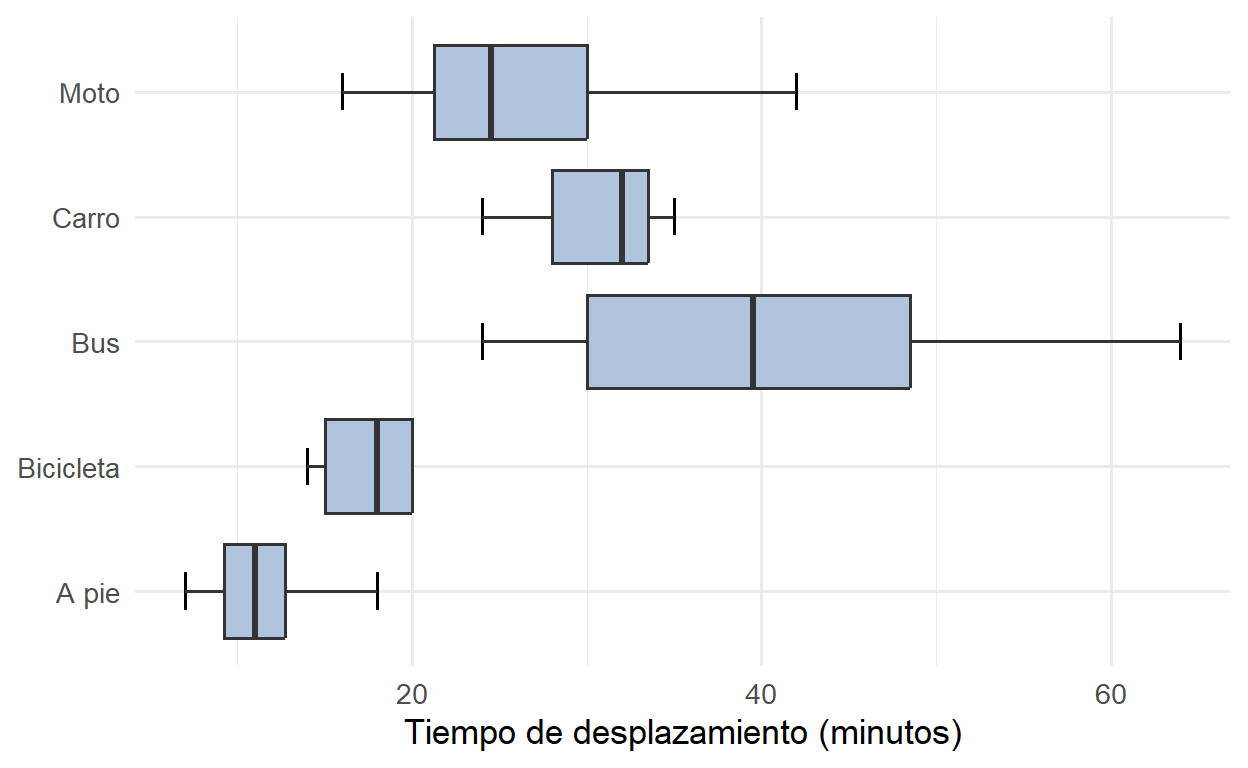 Moto
Carro
Bus
Bicicleta
A pie
20 40 60
Tiempo de desplazamiento (minutos)